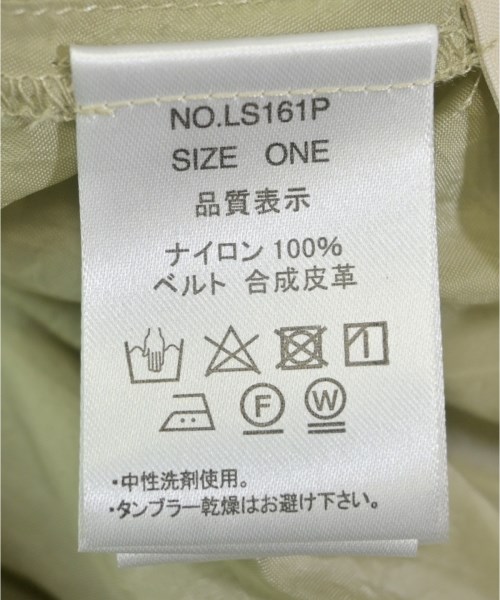 NO.LS161P
SIZE ONE
品質表示
ナイロン 100%
ベルト 合成皮革
F W
・中性洗剤使用。
・タンブラー乾燥はお避け下さい。